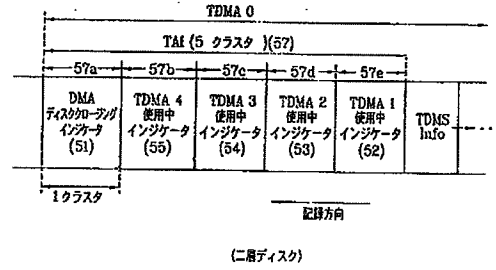 TDMA 0
TAI (5 クラスタ)(57)
57a 57b 57c 57d 57e
DMA
ディスククロージング
インジケータ
(51)
TDMA 4
使用中
インジケータ
(55)
TDMA 3
使用中
インジケータ
(54)
TDMA 2
使用中
インジケータ
(53)
TDMA 1
使用中
インジケータ
(52)
TDMS
Info
1クラスタ
記録方向
(二層ディスク)